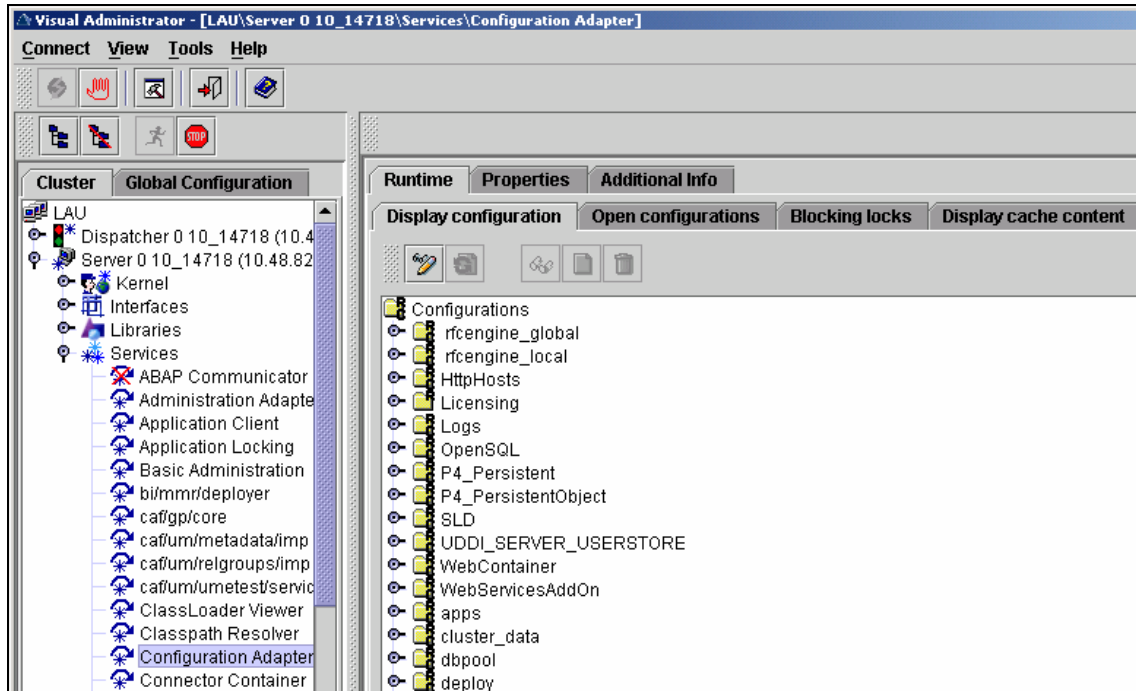 Visual Administrator - [LAU\Server 0 10_14718\Services\Configuration Adapter]
Connect View Tools Help
STOP
Cluster Global Configuration
LAU
Dispatcher 0 10_14718 (10.4
Server 0 10_14718 (10.48.82
Kernel
Interfaces
Libraries
Services
ABAP Communicator
Administration Adapte
Application Client
Application Locking
Basic Administration
bi/mmr/deployer
caf/gp/core
caf/um/metadata/imp
caf/um/relgroups/imp
caf/um/umetest/servic
ClassLoader Viewer
Classpath Resolver
Configuration Adapter
Connector Container
Runtime Properties Additional Info
Display configuration Open configurations Blocking locks Display cache content
Configurations
rfcengine_global
rfcengine_local
HttpHosts
Licensing
Logs
OpenSQL
P4_Persistent
P4_PersistentObject
SLD
UDDI_SERVER_USERSTORE
WebContainer
WebServicesAddOn
apps
cluster_data
dbpool
deploy